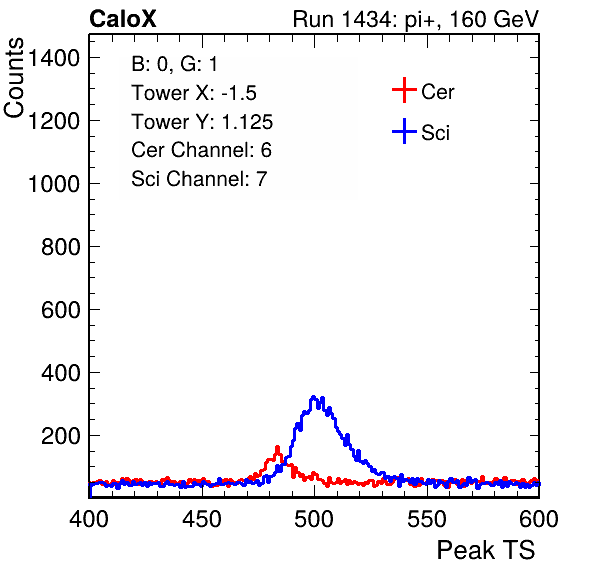 CaloX Run 1434: pi+, 160 GeV
Counts
B: 0, G: 1
Tower X: -1.5
Tower Y: 1.125
Cer Channel: 6
Sci Channel: 7
Cer
Sci
1400
1200
1000
800
600
400
200
400 450 500 550 600
Peak TS